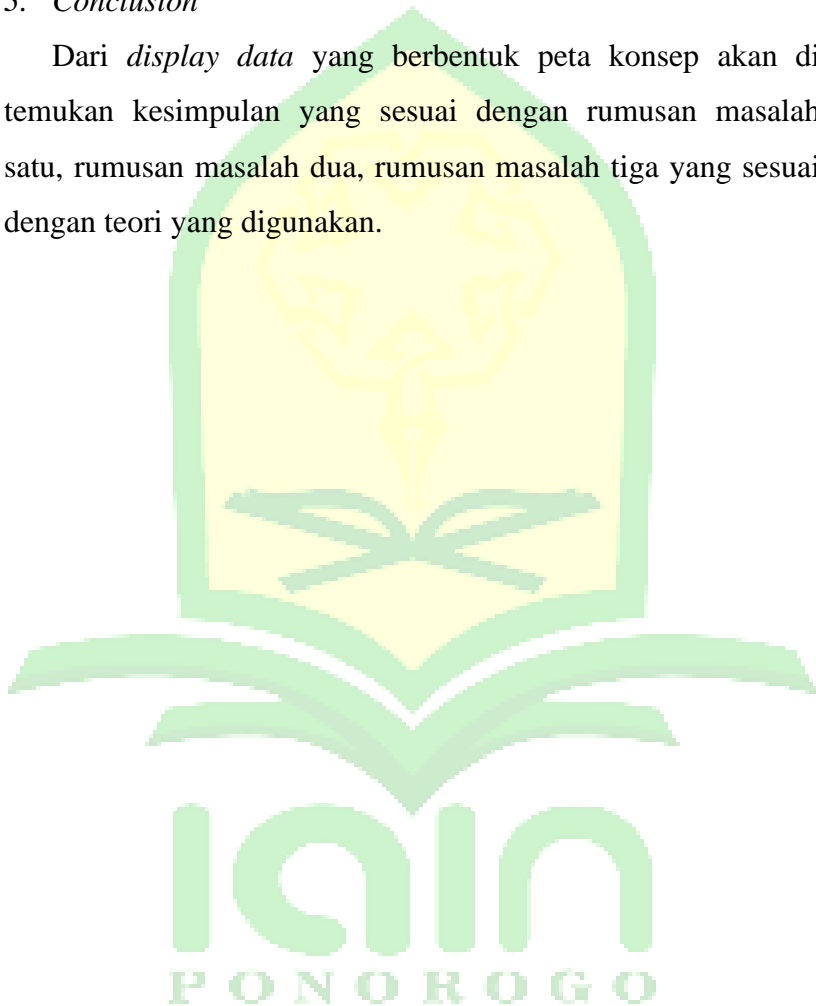 Conclusion
Dari display data yang berbentuk peta konsep akan di
temukan kesimpulan yang sesuai dengan rumusan masalah
satu, rumusan masalah dua, rumusan masalah tiga yang sesuai
dengan teori yang digunakan.
iain
PONOROGO